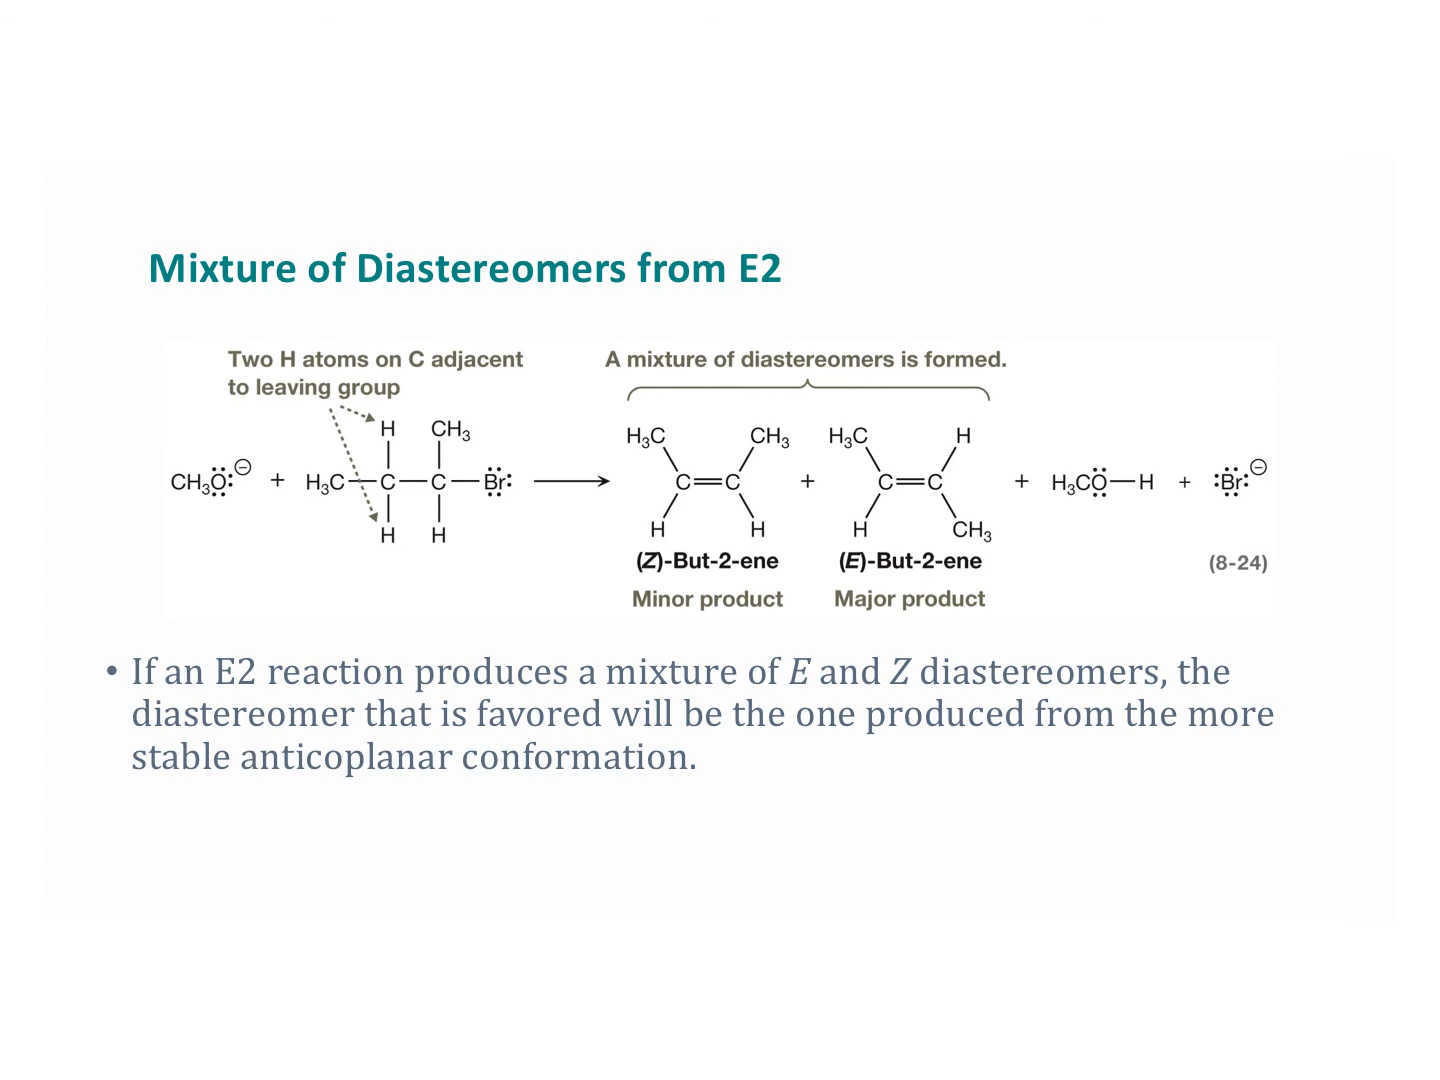 Mixture of Diastereomers from E2
Two H atoms on C adjacent
to leaving group
A mixture of diastereomers is formed.
H CH₃
CH₃Ö:⊖ + H₃C—C—C—Br: ⟶
H H
H₃C CH₃
C=C
H H
(Z)-But-2-ene
Minor product
+
H₃C H
C=C
H CH₃
(E)-But-2-ene
Major product
+ H₃CO—H + :Br:⊖
(8-24)
• If an E2 reaction produces a mixture of E and Z diastereomers, the
diastereomer that is favored will be the one produced from the more
stable anticoplanar conformation.